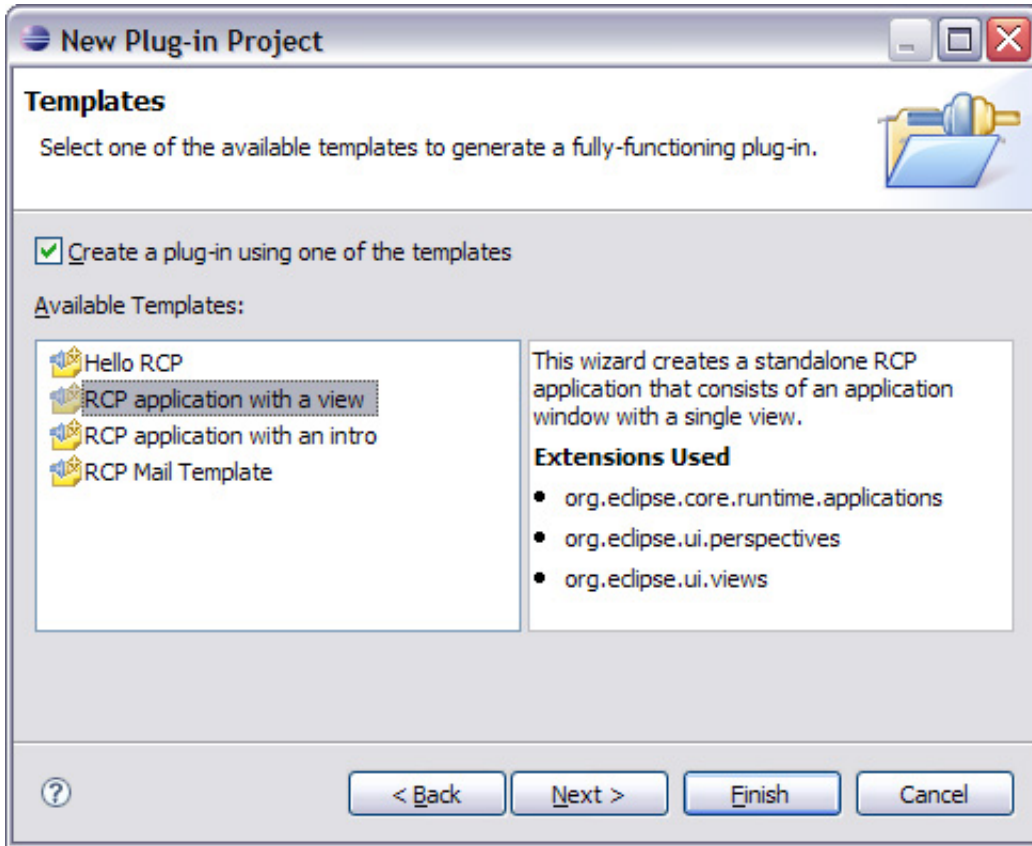 New Plug-in Project
Templates
Select one of the available templates to generate a fully-functioning plug-in.
Create a plug-in using one of the templates
Available Templates:
Hello RCP
RCP application with a view
RCP application with an intro
RCP Mail Template
This wizard creates a standalone RCP
application that consists of an application
window with a single view.
Extensions Used
• org.eclipse.core.runtime.applications
• org.eclipse.ui.perspectives
• org.eclipse.ui.views
?
< Back
Next >
Finish
Cancel